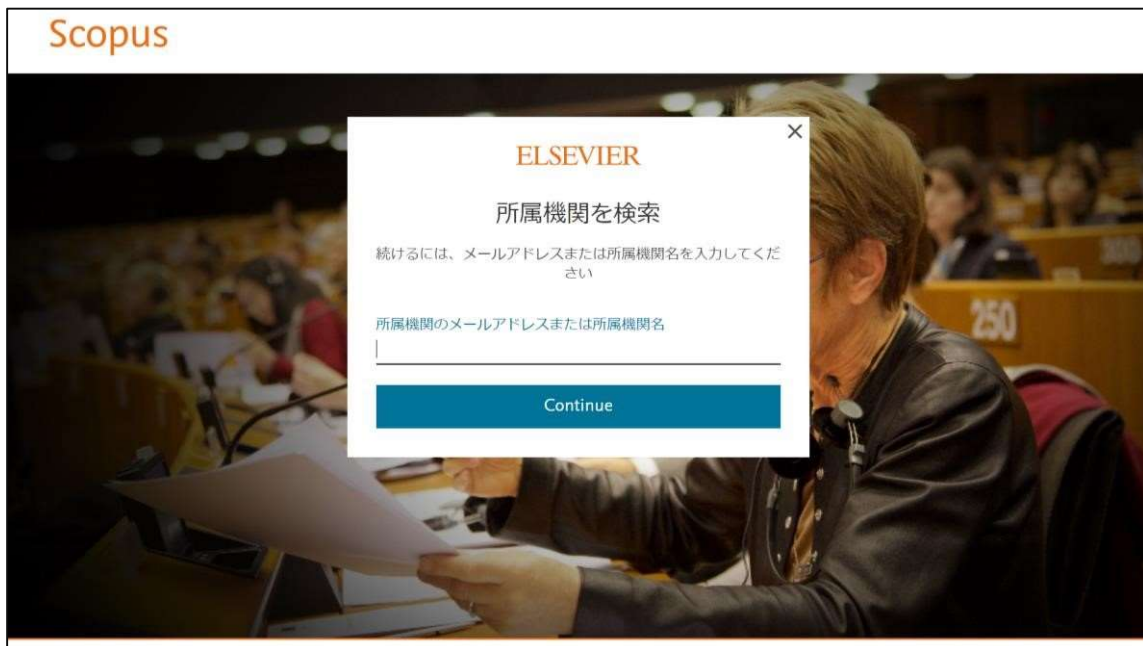 Scopus
ELSEVIER
所属機関を検索
続けるには、メールアドレスまたは所属機関名を入力してくだ
さい
所属機関のメールアドレスまたは所属機関名
Continue
250
300